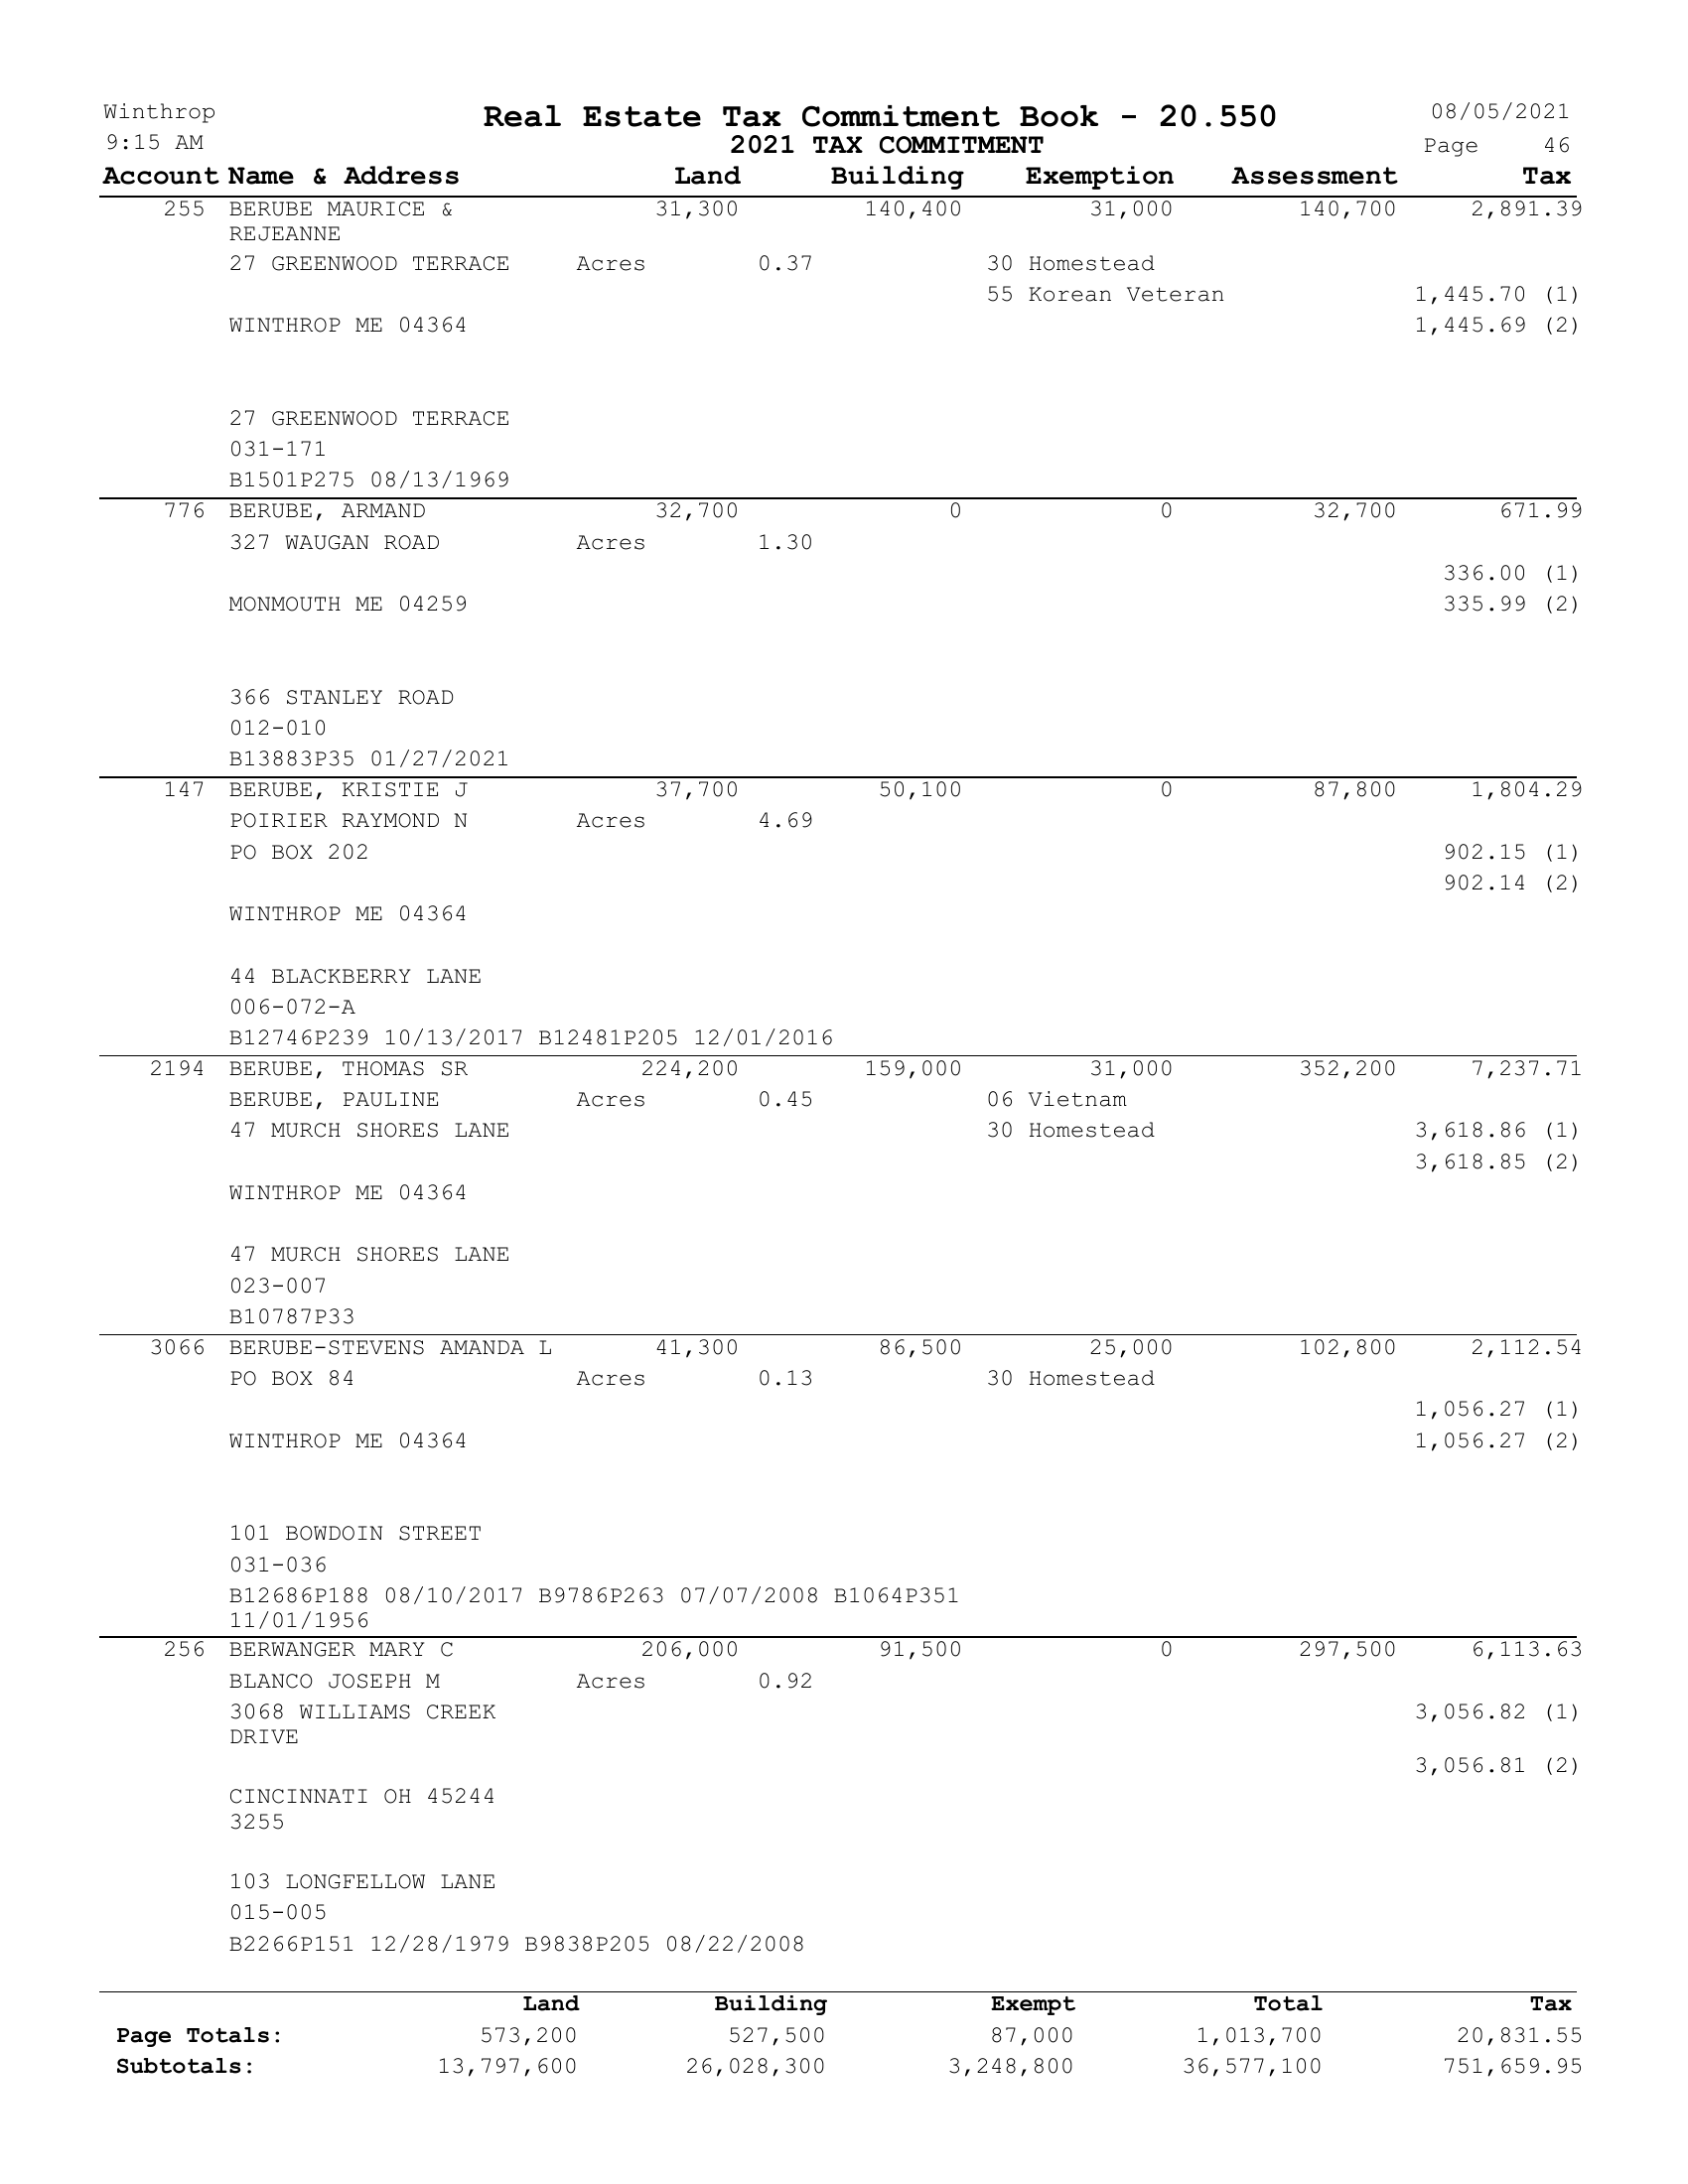 Winthrop Real Estate Tax Commitment Book - 20.550 08/05/2021
9:15 AM 2021 TAX COMMITMENT Page 46
Account Name & Address Land Building Exemption Assessment Tax
255 BERUBE MAURICE & 31,300 140,400 31,000 140,700 2,891.39
REJEANNE
27 GREENWOOD TERRACE Acres 0.37 30 Homestead
55 Korean Veteran 1,445.70 (1)
WINTHROP ME 04364 1,445.69 (2)
27 GREENWOOD TERRACE
031-171
B1501P275 08/13/1969
776 BERUBE, ARMAND 32,700 0 0 32,700 671.99
327 WAUGAN ROAD Acres 1.30
336.00 (1)
MONMOUTH ME 04259 335.99 (2)
366 STANLEY ROAD
012-010
B13883P35 01/27/2021
147 BERUBE, KRISTIE J 37,700 50,100 0 87,800 1,804.29
POIRIER RAYMOND N Acres 4.69
PO BOX 202 902.15 (1)
902.14 (2)
WINTHROP ME 04364
44 BLACKBERRY LANE
006-072-A
B12746P239 10/13/2017 B12481P205 12/01/2016
2194 BERUBE, THOMAS SR 224,200 159,000 31,000 352,200 7,237.71
BERUBE, PAULINE Acres 0.45 06 Vietnam
47 MURCH SHORES LANE 30 Homestead 3,618.86 (1)
3,618.85 (2)
WINTHROP ME 04364
47 MURCH SHORES LANE
023-007
B10787P33
3066 BERUBE-STEVENS AMANDA L 41,300 86,500 25,000 102,800 2,112.54
PO BOX 84 Acres 0.13 30 Homestead
1,056.27 (1)
WINTHROP ME 04364 1,056.27 (2)
101 BOWDOIN STREET
031-036
B12686P188 08/10/2017 B9786P263 07/07/2008 B1064P351
11/01/1956
256 BERWANGER MARY C 206,000 91,500 0 297,500 6,113.63
BLANCO JOSEPH M Acres 0.92
3068 WILLIAMS CREEK 3,056.82 (1)
DRIVE
3,056.81 (2)
CINCINNATI OH 45244
3255
103 LONGFELLOW LANE
015-005
B2266P151 12/28/1979 B9838P205 08/22/2008
Land Building Exempt Total Tax
Page Totals: 573,200 527,500 87,000 1,013,700 20,831.55
Subtotals: 13,797,600 26,028,300 3,248,800 36,577,100 751,659.95